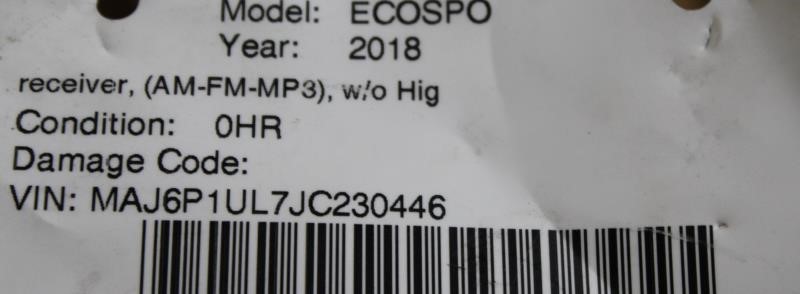 Model: ECOSPO
Year: 2018
receiver, (AM-FM-MP3), w/o Hig
Condition: 0HR
Damage Code:
VIN: MAJ6P1UL7JC230446